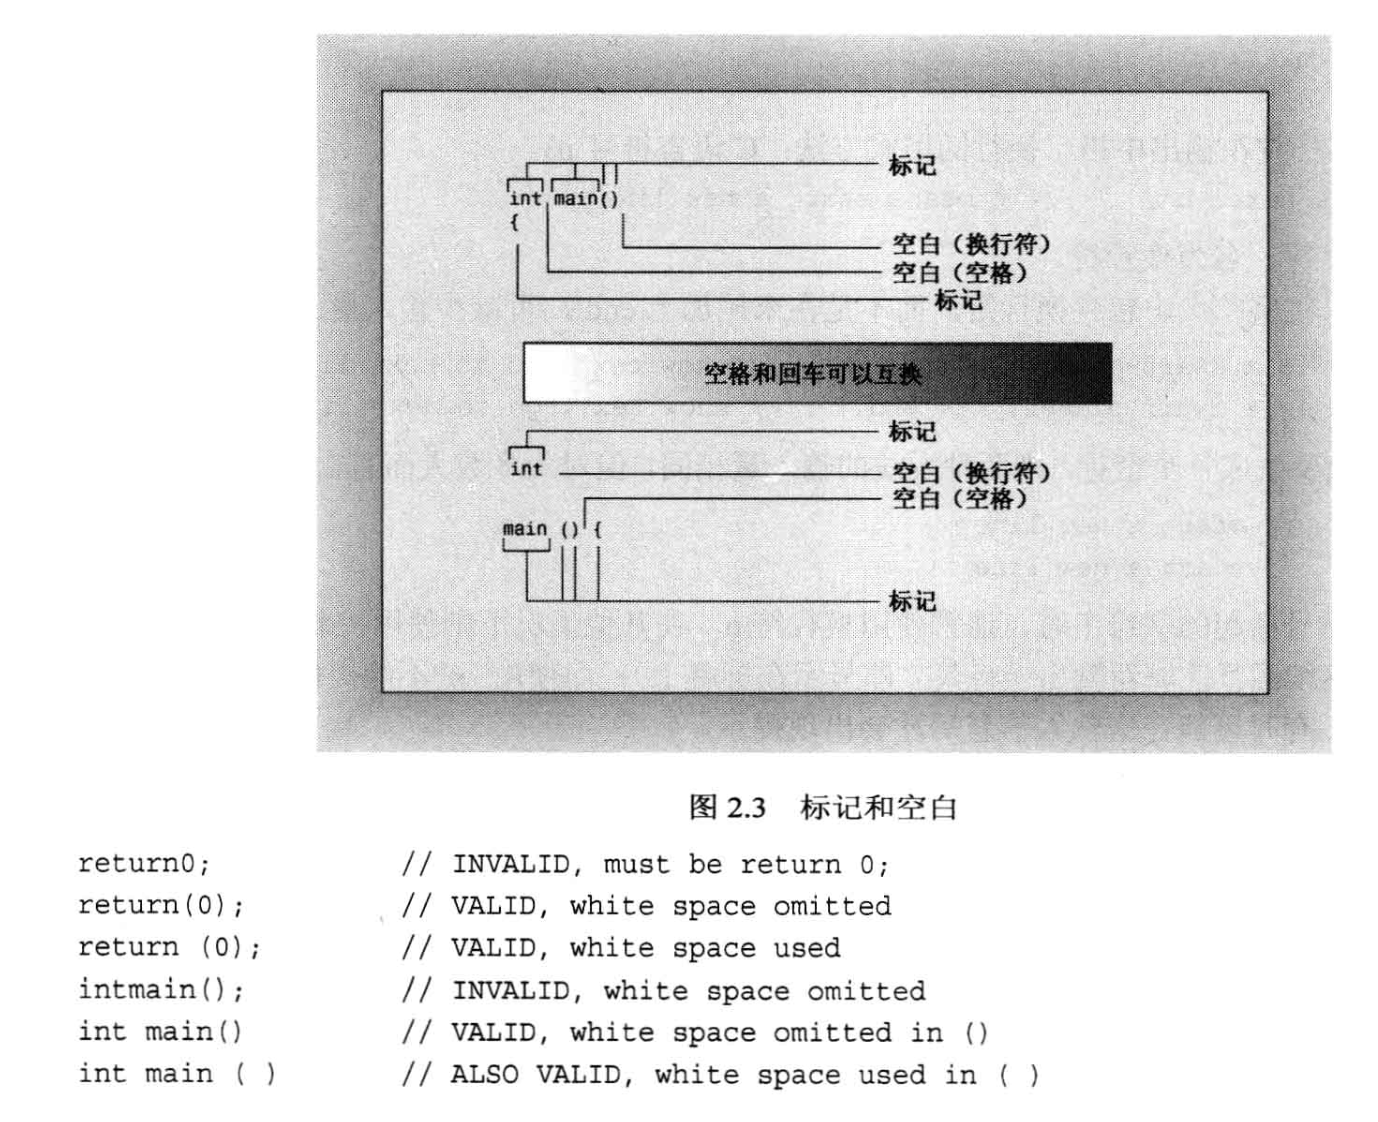 标记
int main()
{
空白（换行符）
空白（空格）
标记
空格和回车可以互换
标记
int
空白（换行符）
空白（空格）
main () {
标记
图 2.3 标记和空白
return0; // INVALID, must be return 0;
return(0); // VALID, white space omitted
return (0); // VALID, white space used
intmain(); // INVALID, white space omitted
int main() // VALID, white space omitted in ()
int main ( ) // ALSO VALID, white space used in ( )